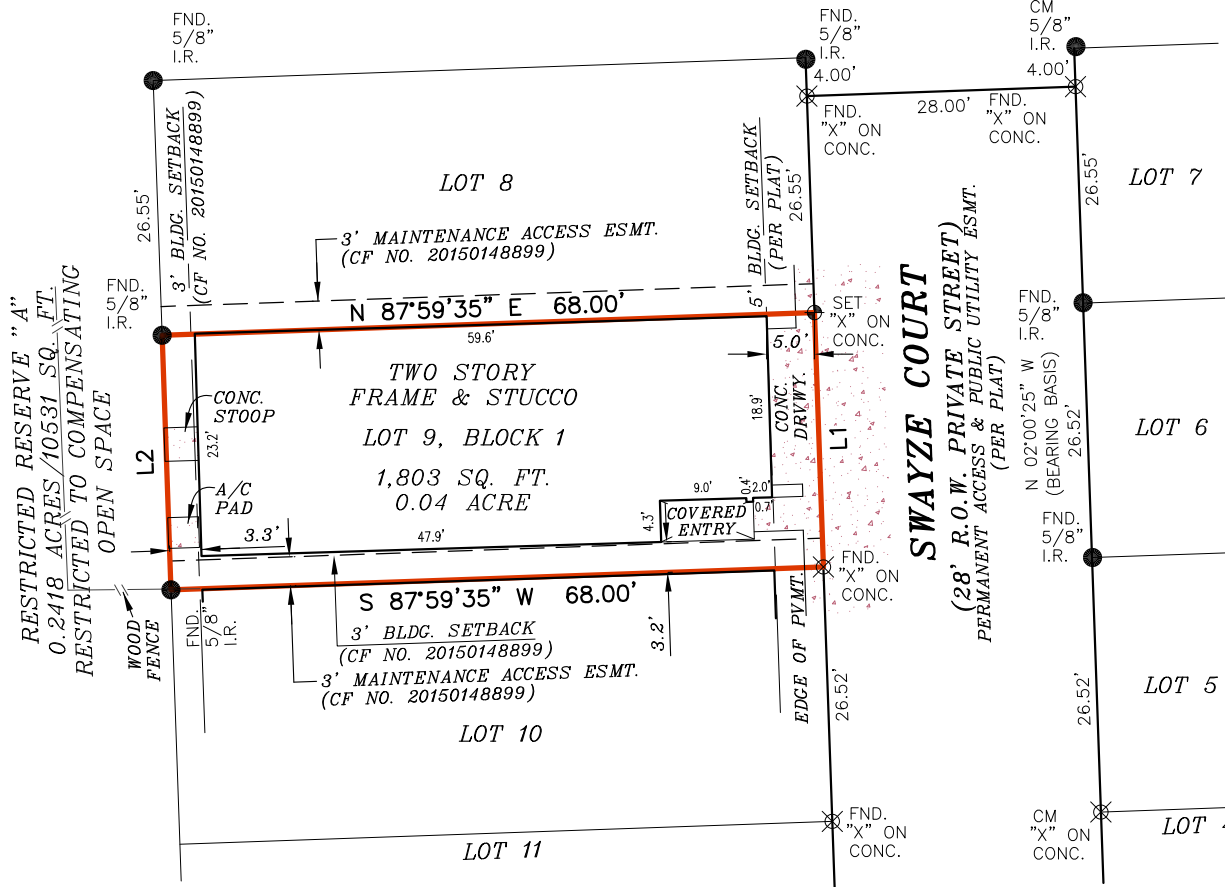 FND.
5/8"
I.R.
FND.
5/8"
I.R.
CM
5/8"
I.R.
4.00'
4.00'
28.00'
FND.
"X" ON
CONC.
FND.
"X" ON
CONC.
3' BLDG. SETBACK
(CF NO. 20150148899)
26.55'
LOT 8
5' BLDG. SETBACK
(PER PLAT)
26.55'
26.55'
LOT 7
3' MAINTENANCE ACCESS ESMT.
(CF NO. 20150148899)
FND.
5/8"
I.R.
N 87°59'35" E 68.00'
59.6'
5.0'
SET
"X" ON
CONC.
FND.
5/8"
I.R.
RESTRICTED RESERVE "A"
0.2418 ACRES/10531 SQ. FT.
RESTRICTED TO COMPENSATING
OPEN SPACE
L2
CONC.
STOOP
23.2'
A/C
PAD
TWO STORY
FRAME & STUCCO
LOT 9, BLOCK 1
1,803 SQ. FT.
0.04 ACRE
18.9'
CONC.
DRVWY.
L1
SWAYZE COURT
(28' R.O.W. PRIVATE STREET)
PERMANENT ACCESS & PUBLIC UTILITY ESMT.
(PER PLAT)
N 02°00'25" W
(BEARING BASIS)
26.52'
LOT 6
9.0'
0.4'
2.0'
0.7'
4.3'
COVERED
ENTRY
3.3'
47.9'
FND.
5/8"
I.R.
FND.
"X" ON
CONC.
WOOD
FENCE
FND.
5/8"
I.R.
S 87°59'35" W 68.00'
3' BLDG. SETBACK
(CF NO. 20150148899)
3' MAINTENANCE ACCESS ESMT.
(CF NO. 20150148899)
3.2'
EDGE OF PVMT.
26.52'
26.52'
LOT 5
LOT 10
FND.
"X" ON
CONC.
CM
"X" ON
CONC.
LOT
LOT 11